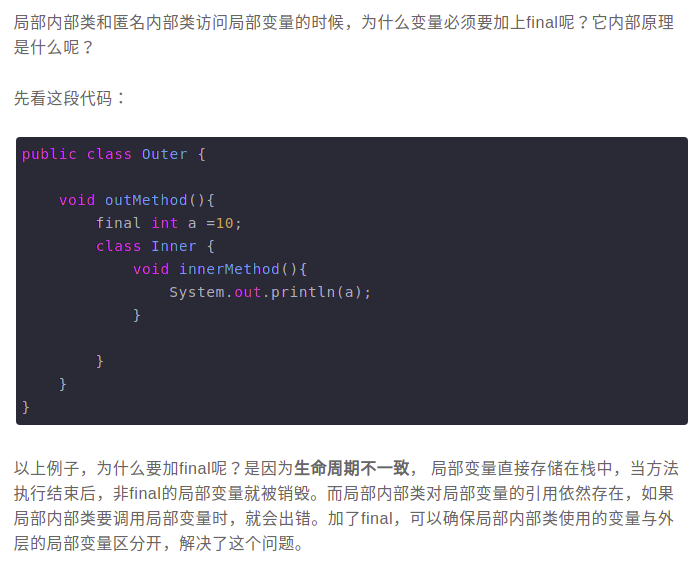 局部内部类和匿名内部类访问局部变量的时候，为什么变量必须要加上final呢？它内部原理
是什么呢？
先看这段代码：
public class Outer {
void outMethod(){
final int a =10;
class Inner {
void innerMethod(){
System.out.println(a);
}
}
}
}
以上例子，为什么要加final呢？是因为生命周期不一致， 局部变量直接存储在栈中，当方法
执行结束后，非final的局部变量就被销毁。而局部内部类对局部变量的引用依然存在，如果
局部内部类要调用局部变量时，就会出错。加了final，可以确保局部内部类使用的变量与外
层的局部变量区分开，解决了这个问题。